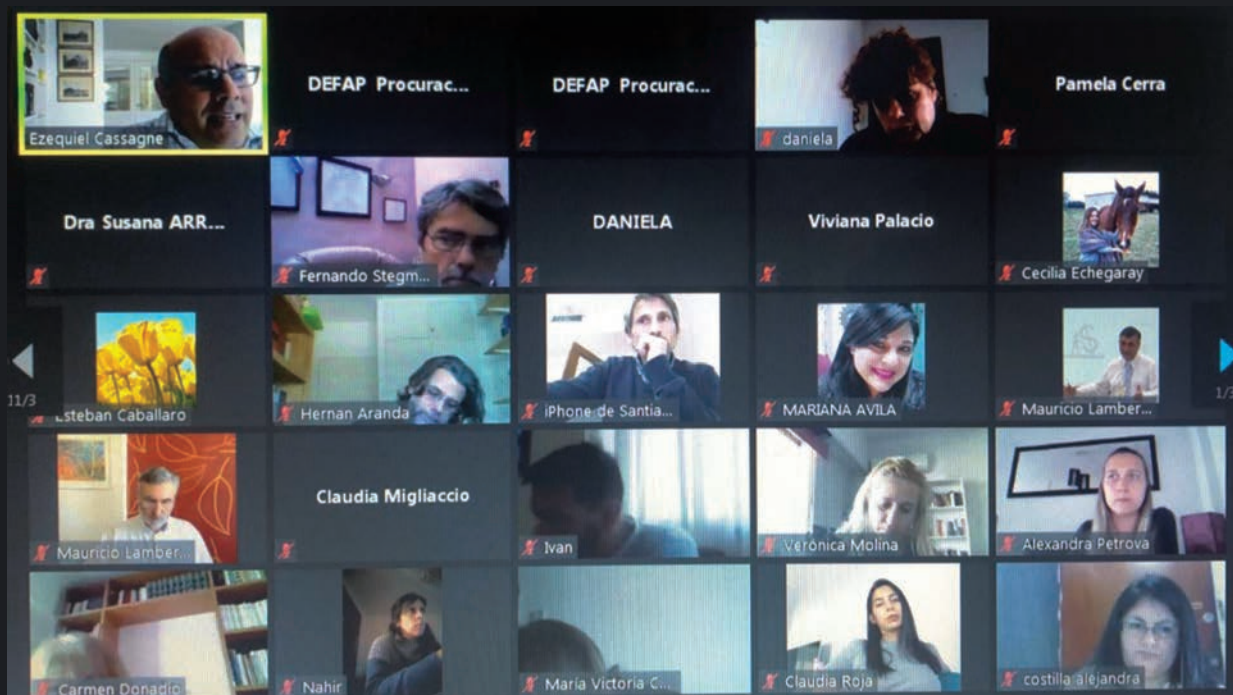 Ezequiel Cassagne
DEFAP Procurac...
DEFAP Procurac...
daniela
Pamela Cerra
Dra Susana ARR...
Fernando Stegm...
DANIELA
Viviana Palacio
Cecilia Echegaray
11/3
Esteban Caballaro
Hernan Aranda
iPhone de Santia...
MARIANA AVILA
Mauricio Lamber...
1/3
Mauricio Lamber...
Claudia Migliaccio
Ivan
Verónica Molina
Alexandra Petrova
Carmen Donadio
Nahir
María Victoria C...
Claudia Roja
costilla alejandra